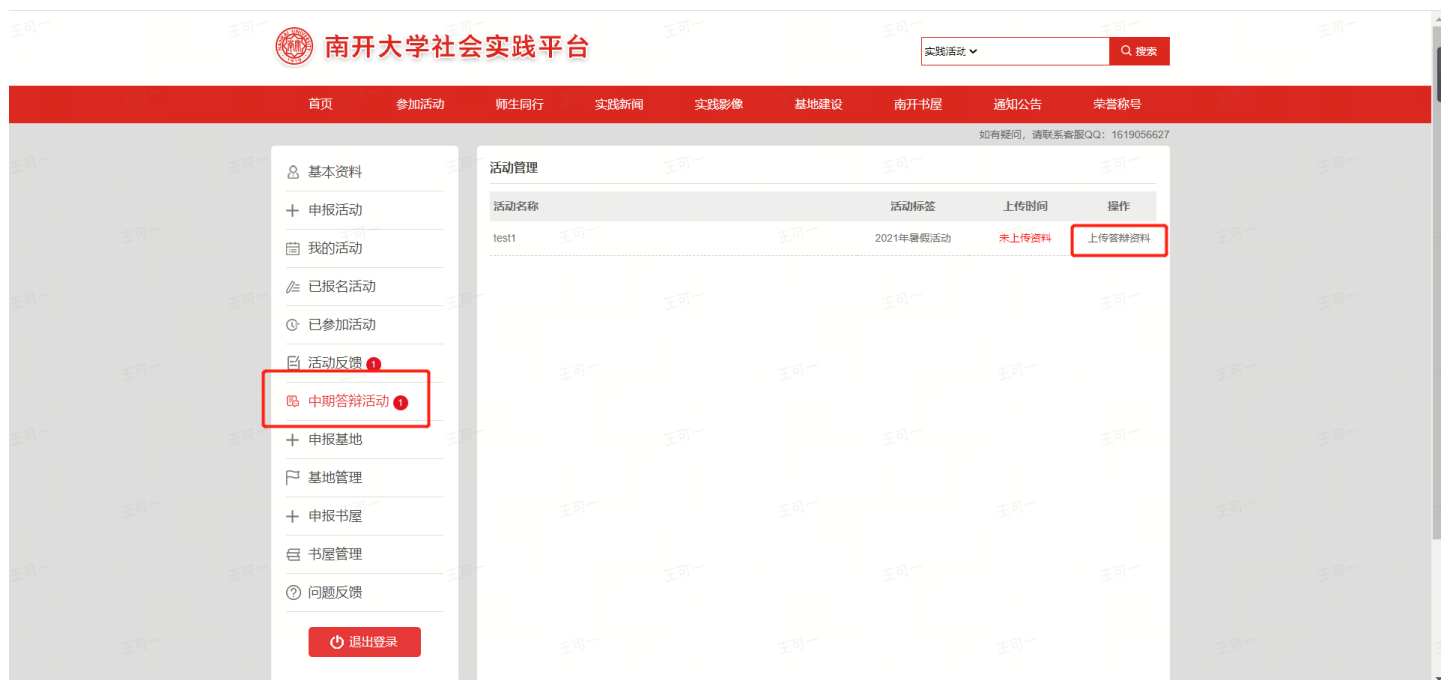 南开大学社会实践平台
实践活动 搜索
首页 参加活动 师生同行 实践新闻 实践影像 基地建设 南开书屋 通知公告 荣誉称号
如有疑问，请联系客服QQ：1619056627
基本资料
申报活动
我的活动
已报名活动
已参加活动
活动反馈 1
中期答辩活动 1
申报基地
基地管理
申报书屋
书屋管理
问题反馈
退出登录
活动管理
活动名称 活动标签 上传时间 操作
test1 2021年暑假活动 未上传资料 上传答辩资料
王可一